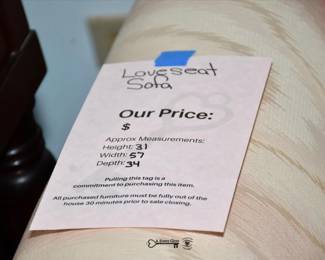 Loveseat
Sofa
Our Price:
$
Approx Measurements:
Height: 31
Width: 57
Depth: 34
Pulling this tag is a
commitment to purchasing this item.
All purchased furniture must be fully out of the
house 30 minutes prior to sale closing.